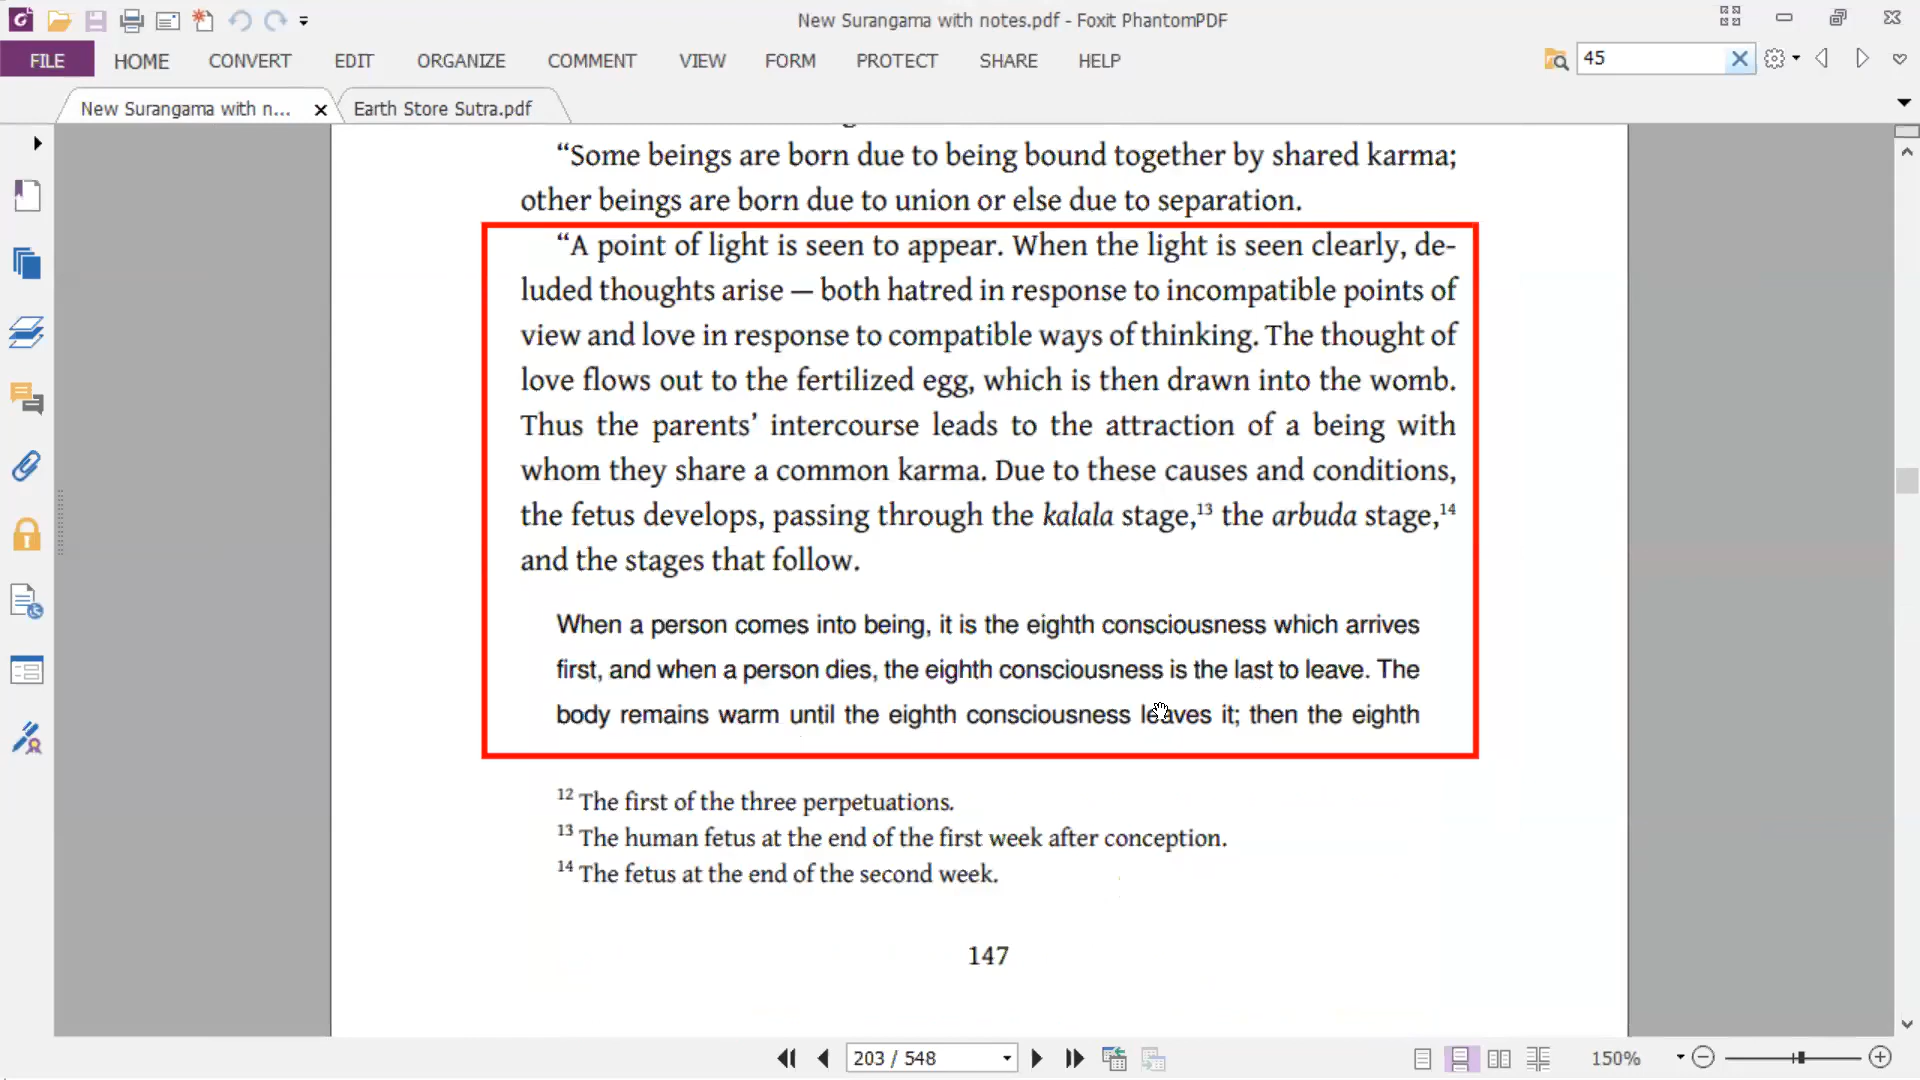 New Surangama with notes.pdf - Foxit PhantomPDF
FILE HOME CONVERT EDIT ORGANIZE COMMENT VIEW FORM PROTECT SHARE HELP 45
New Surangama with n... Earth Store Sutra.pdf
“Some beings are born due to being bound together by shared karma;
other beings are born due to union or else due to separation.
“A point of light is seen to appear. When the light is seen clearly, de-
luded thoughts arise — both hatred in response to incompatible points of
view and love in response to compatible ways of thinking. The thought of
love flows out to the fertilized egg, which is then drawn into the womb.
Thus the parents’ intercourse leads to the attraction of a being with
whom they share a common karma. Due to these causes and conditions,
the fetus develops, passing through the kalala stage,13 the arbuda stage,14
and the stages that follow.
When a person comes into being, it is the eighth consciousness which arrives
first, and when a person dies, the eighth consciousness is the last to leave. The
body remains warm until the eighth consciousness leaves it; then the eighth
12 The first of the three perpetuations.
13 The human fetus at the end of the first week after conception.
14 The fetus at the end of the second week.
147
203 / 548 150%